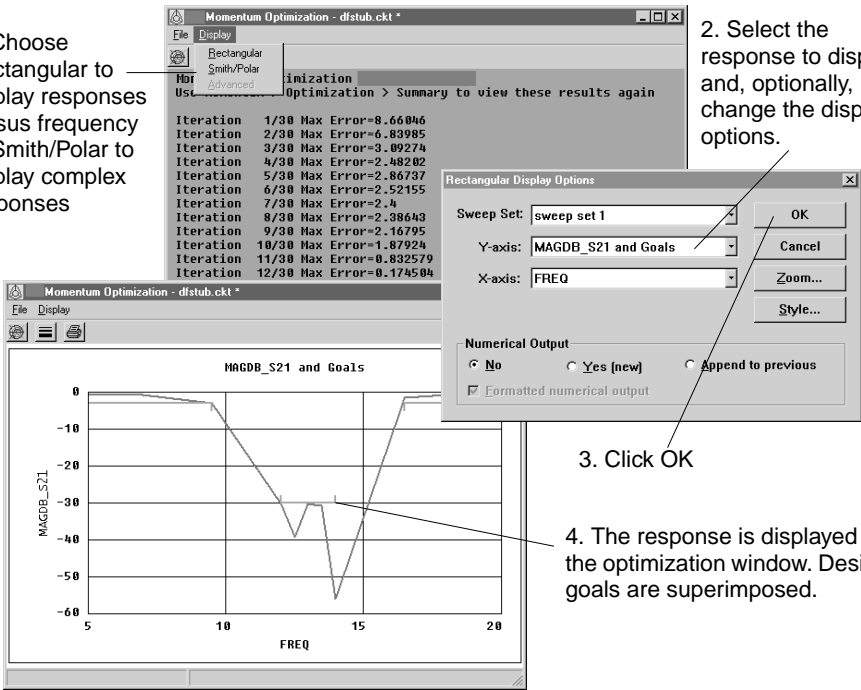 Choose
ctangular to
play responses
sus frequency
Smith/Polar to
play complex
ponses
Momentum Optimization - dfstub.ckt *
File Display
Rectangular
Smith/Polar
Advanced
timization
Optimization > Summary to view these results again
Iteration 1/30 Max Error=8.66046
Iteration 2/30 Max Error=6.83985
Iteration 3/30 Max Error=3.09274
Iteration 4/30 Max Error=2.48202
Iteration 5/30 Max Error=2.86737
Iteration 6/30 Max Error=2.52155
Iteration 7/30 Max Error=2.4
Iteration 8/30 Max Error=2.38643
Iteration 9/30 Max Error=2.16795
Iteration 10/30 Max Error=1.87924
Iteration 11/30 Max Error=0.832579
Iteration 12/30 Max Error=0.174504
2. Select the
response to disp
and, optionally,
change the disp
options.
Rectangular Display Options
Sweep Set: sweep set 1
OK
Y-axis: MAGDB_S21 and Goals
Cancel
X-axis: FREQ
Zoom...
Style...
Numerical Output
No Yes (new) Append to previous
Formatted numerical output
3. Click OK
4. The response is displayed
the optimization window. Desi
goals are superimposed.
Momentum Optimization - dfstub.ckt *
File Display
MAGDB_S21 and Goals
MAGDB_S21
0
-10
-20
-30
-40
-50
-60
5 10 15 20
FREQ